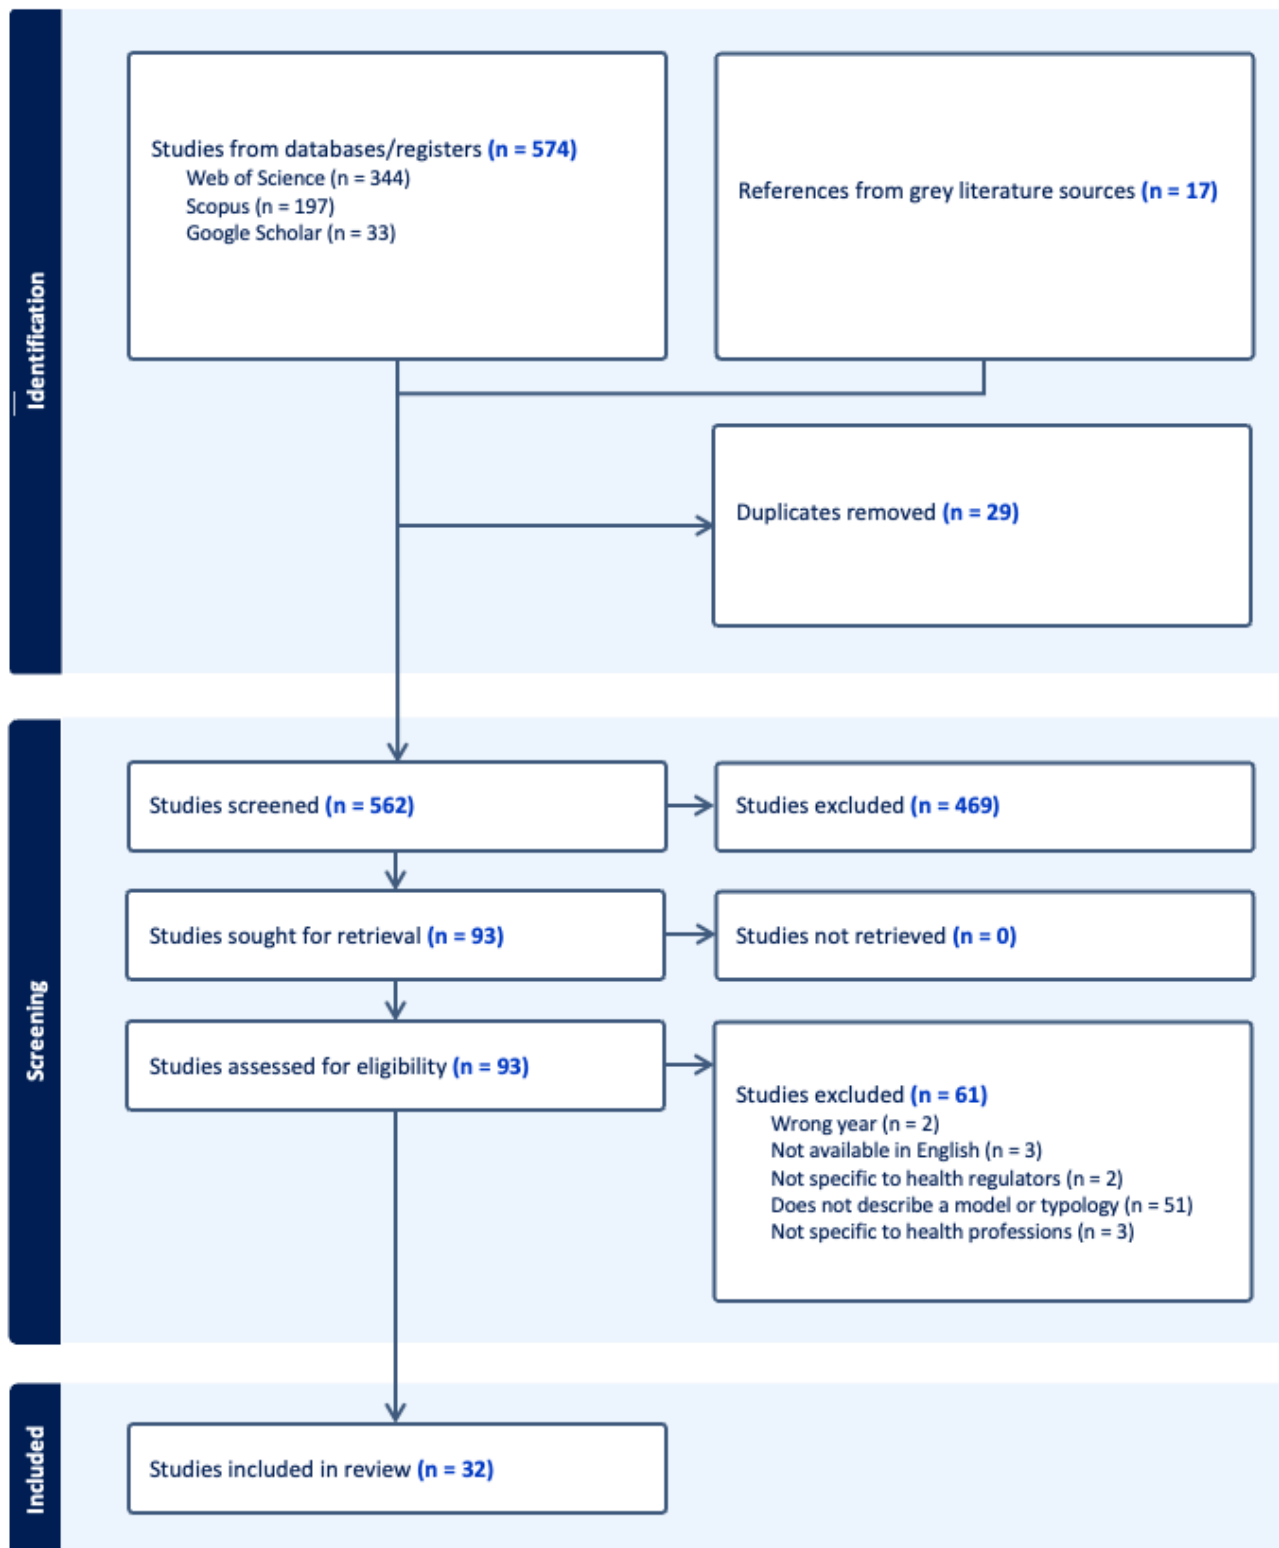 Identification
Studies from databases/registers (n = 574)
Web of Science (n = 344)
Scopus (n = 197)
Google Scholar (n = 33)
References from grey literature sources (n = 17)
Duplicates removed (n = 29)
Screening
Studies screened (n = 562)
Studies excluded (n = 469)
Studies sought for retrieval (n = 93)
Studies not retrieved (n = 0)
Studies assessed for eligibility (n = 93)
Studies excluded (n = 61)
Wrong year (n = 2)
Not available in English (n = 3)
Not specific to health regulators (n = 2)
Does not describe a model or typology (n = 51)
Not specific to health professions (n = 3)
Included
Studies included in review (n = 32)